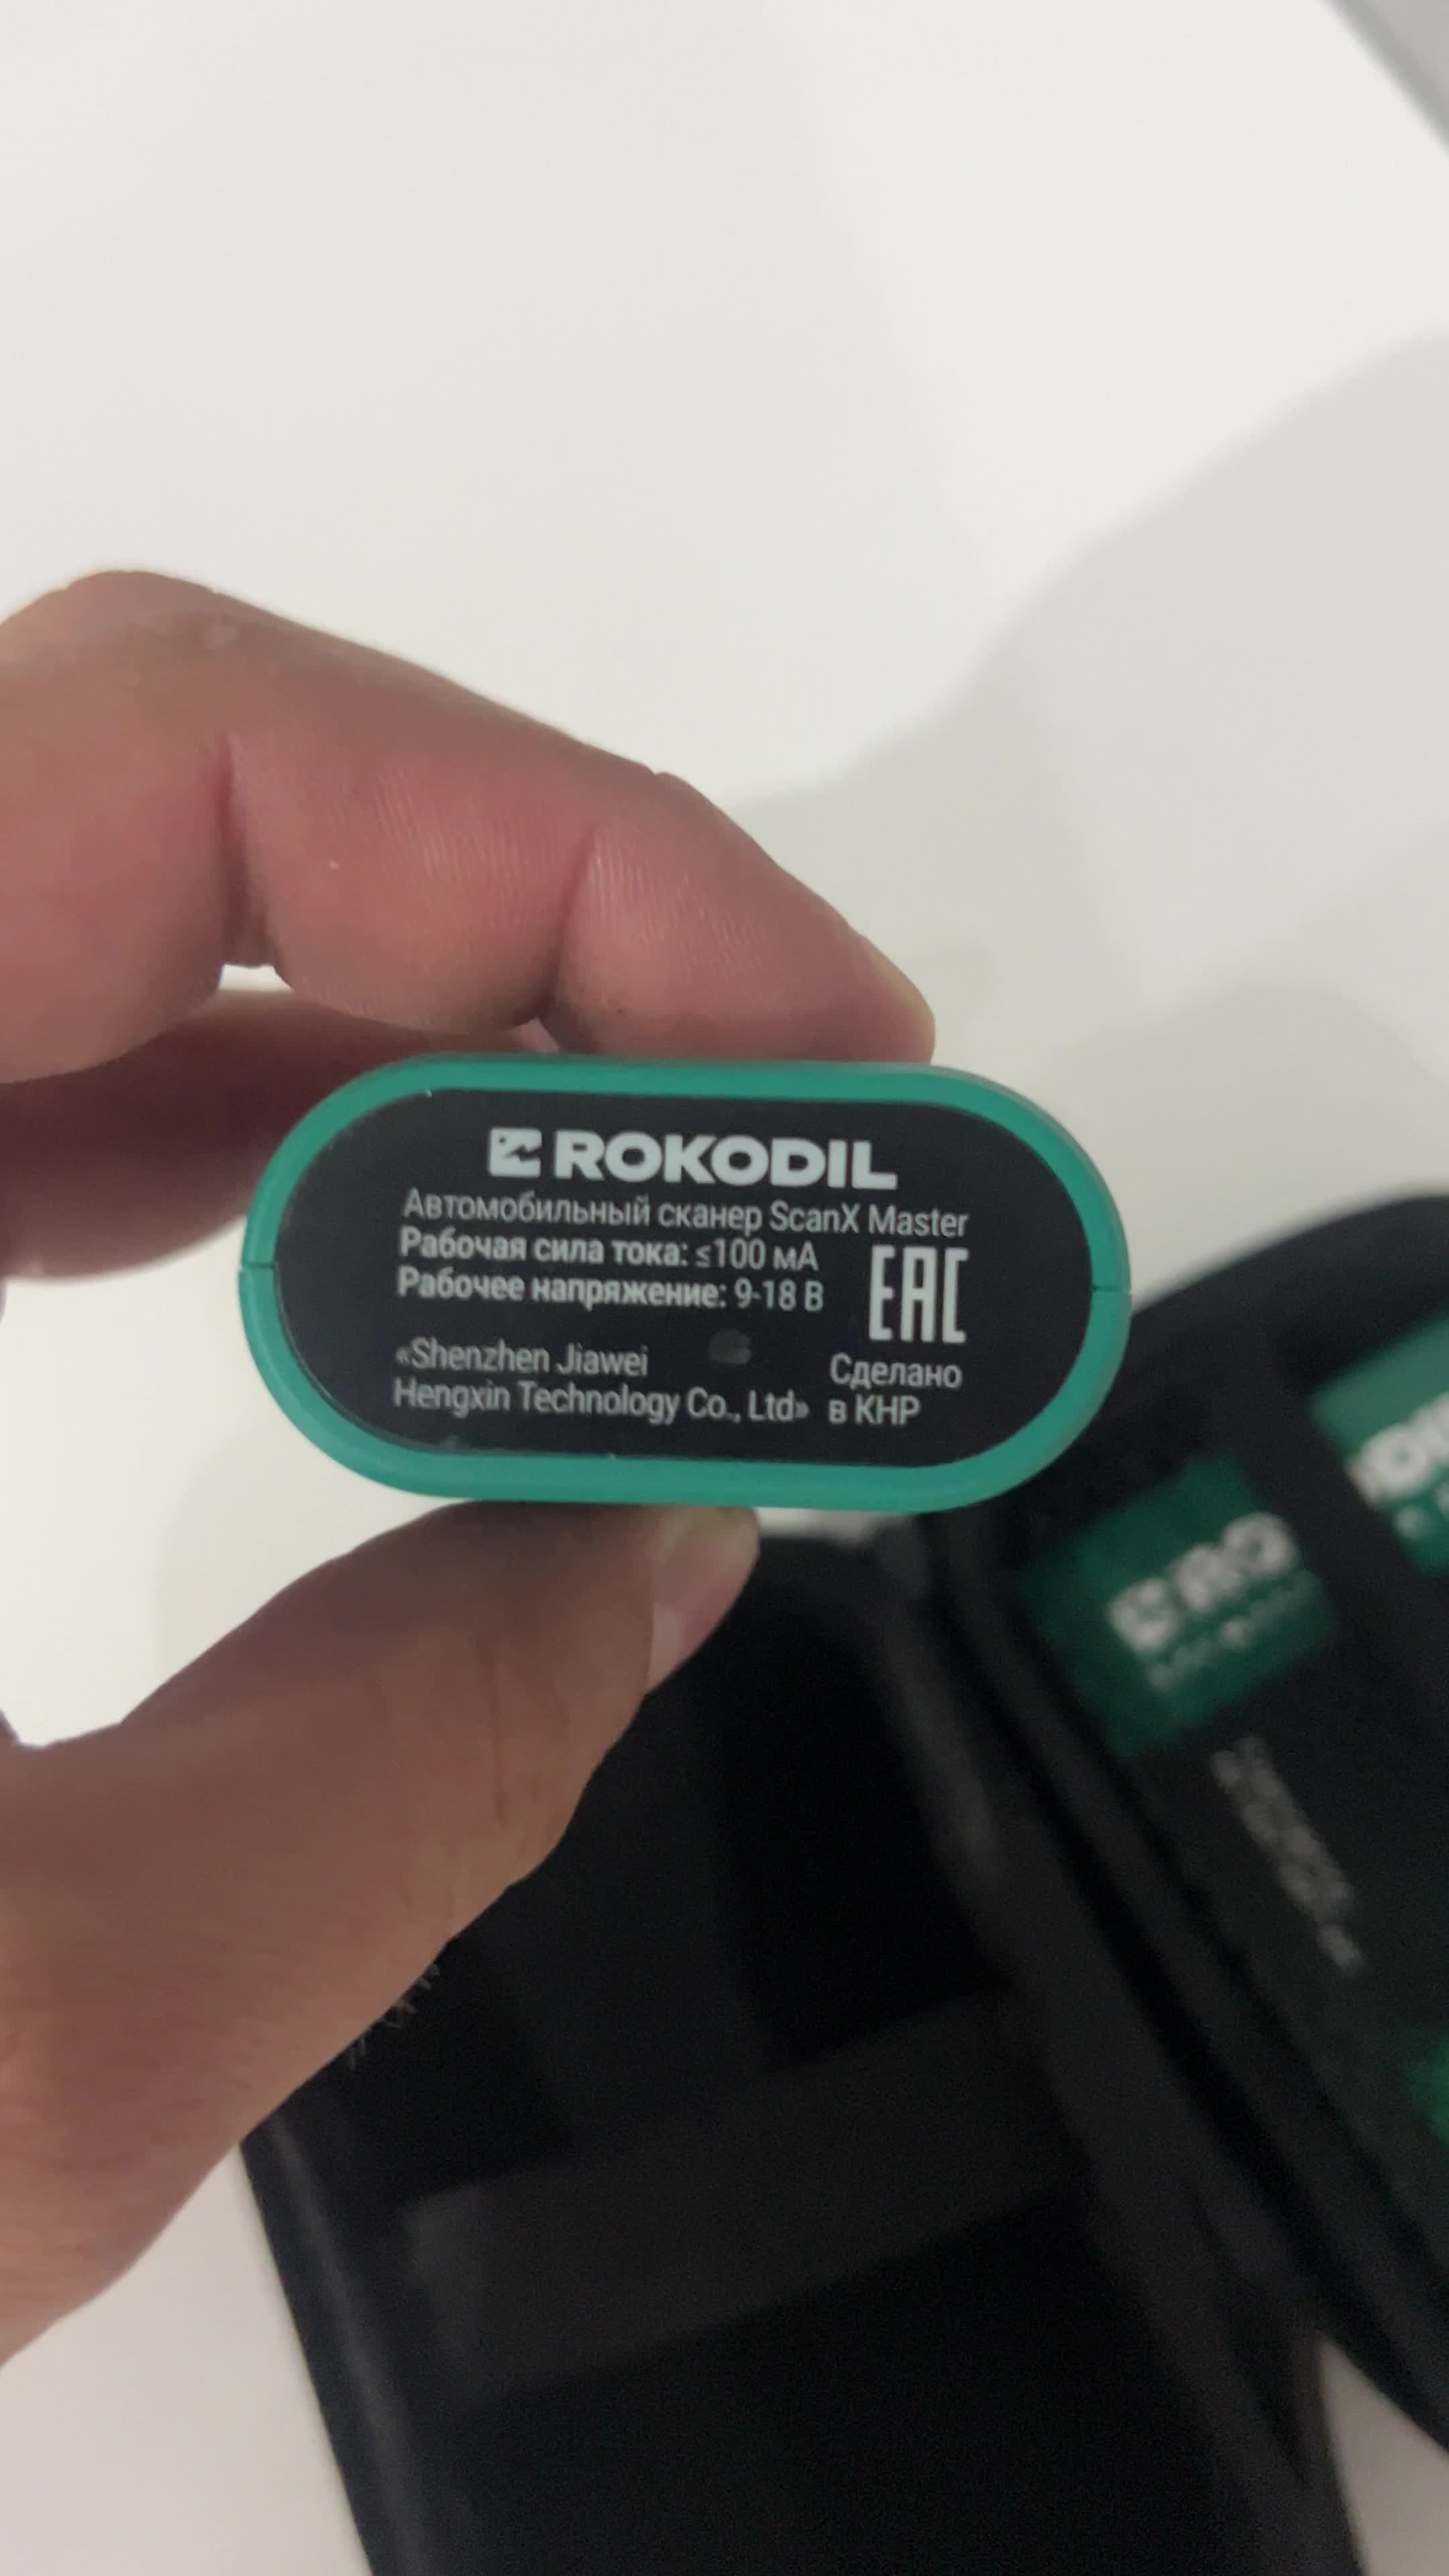 ROKODIL
Автомобильный сканер ScanX Master
Рабочая сила тока: ≤100 мА
Рабочее напряжение: 9-18 В
EAC
«Shenzhen Jiawei
Hengxin Technology Co., Ltd»
Сделано
в КНР